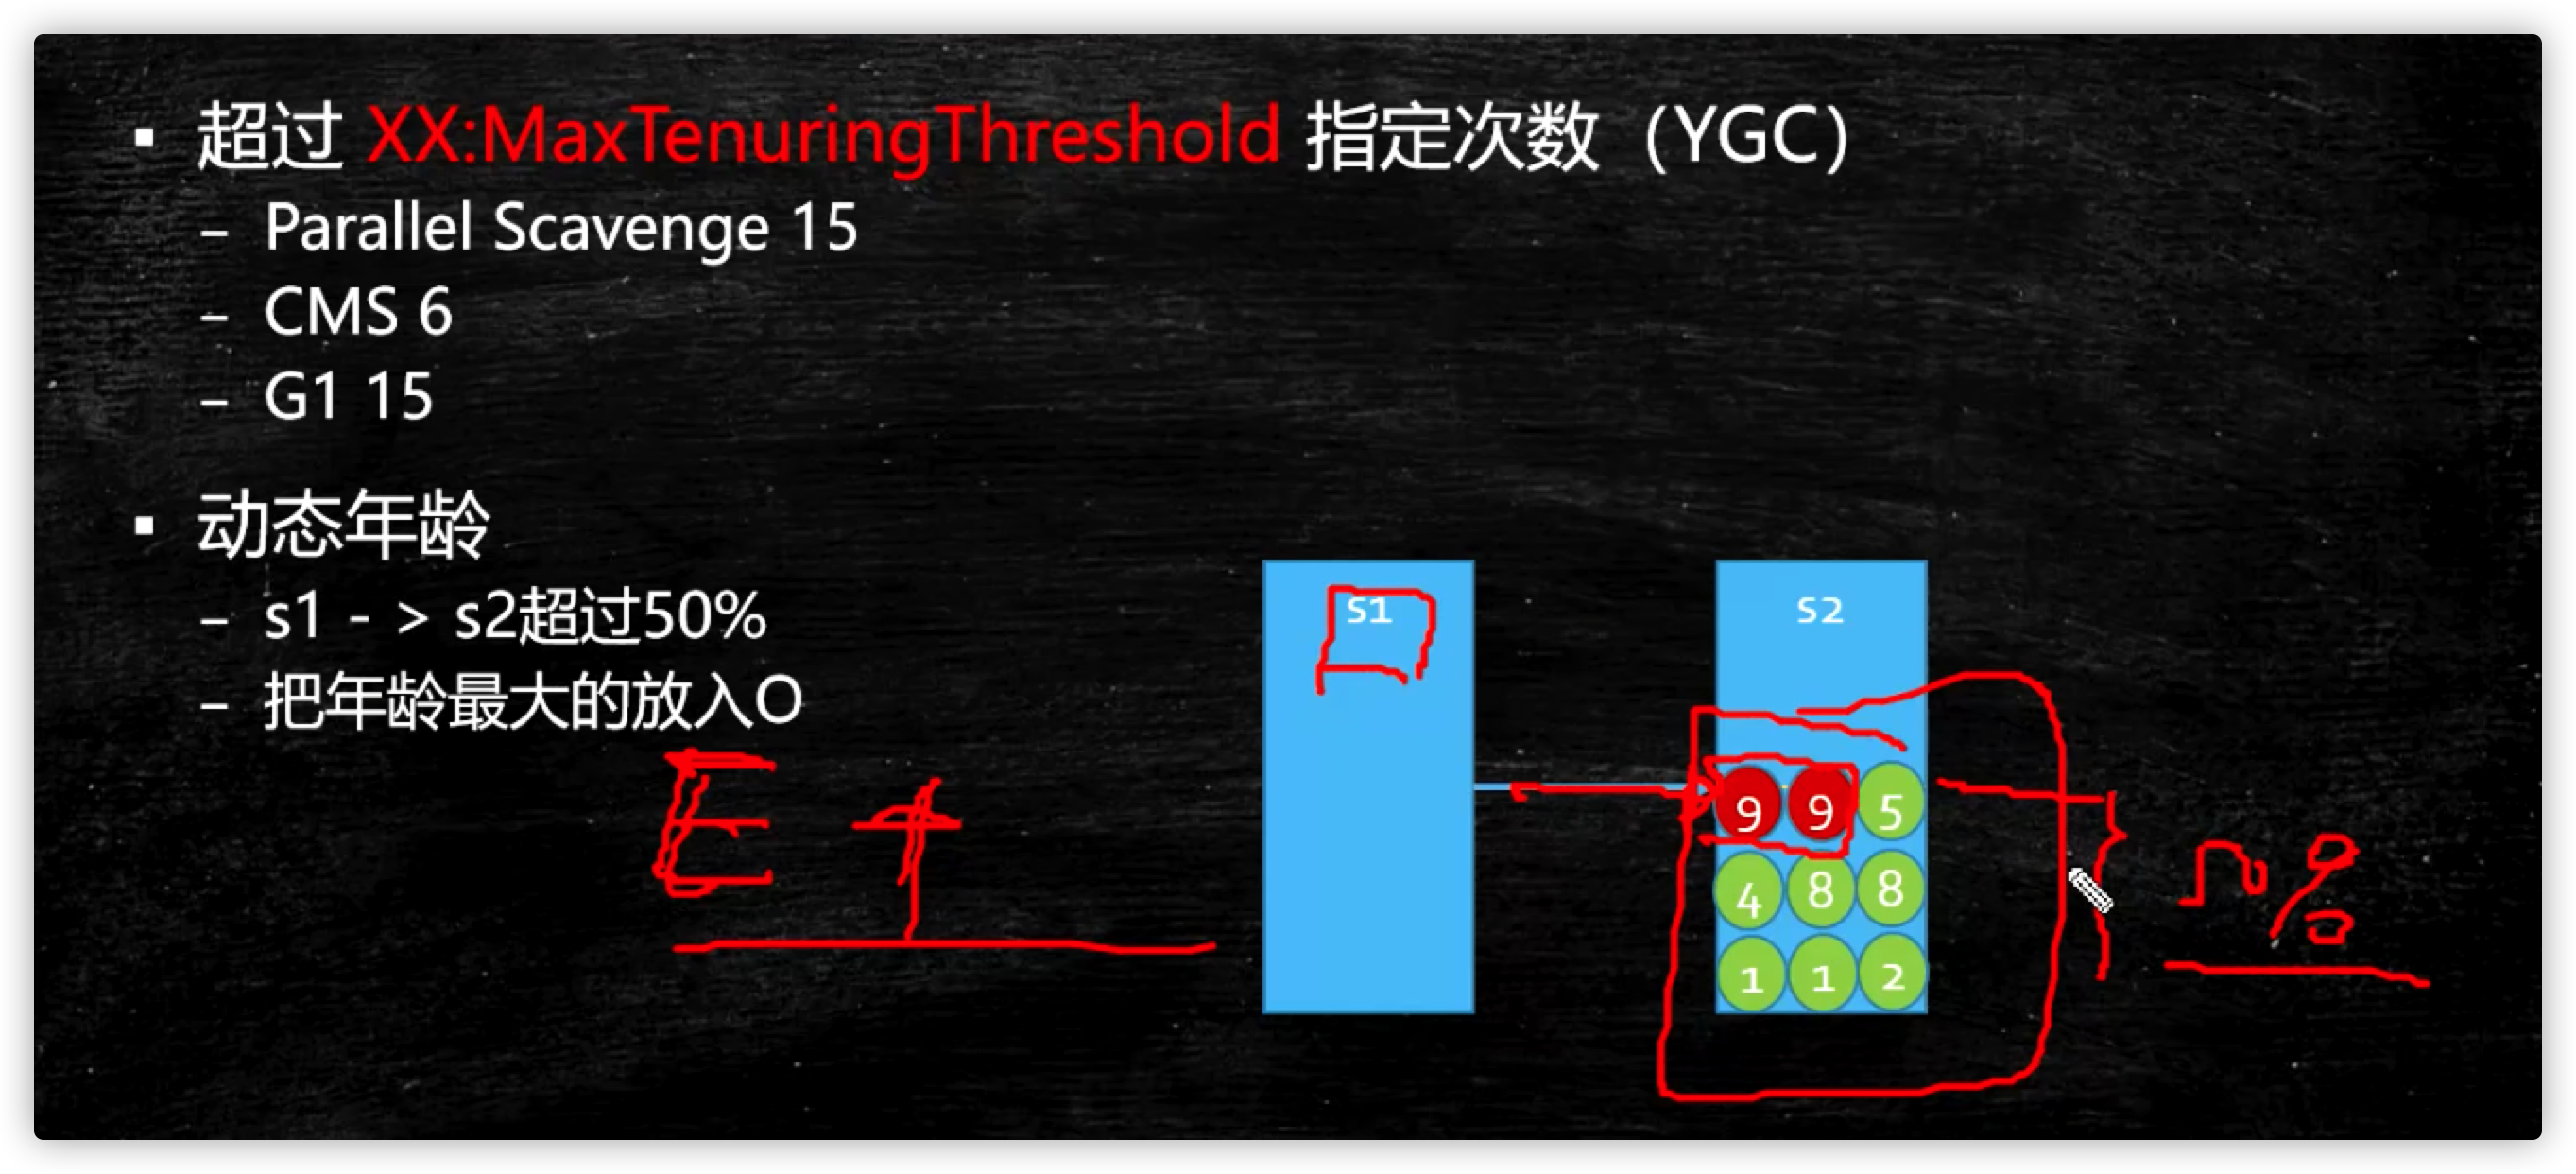 ▪ 超过 XX:MaxTenuringThreshold 指定次数（YGC）
– Parallel Scavenge 15
– CMS 6
– G1 15
▪ 动态年龄
– s1 - > s2超过50%
– 把年龄最大的放入O
S1
S2
9 9 5
4 8 8
1 1 2
E +
n%